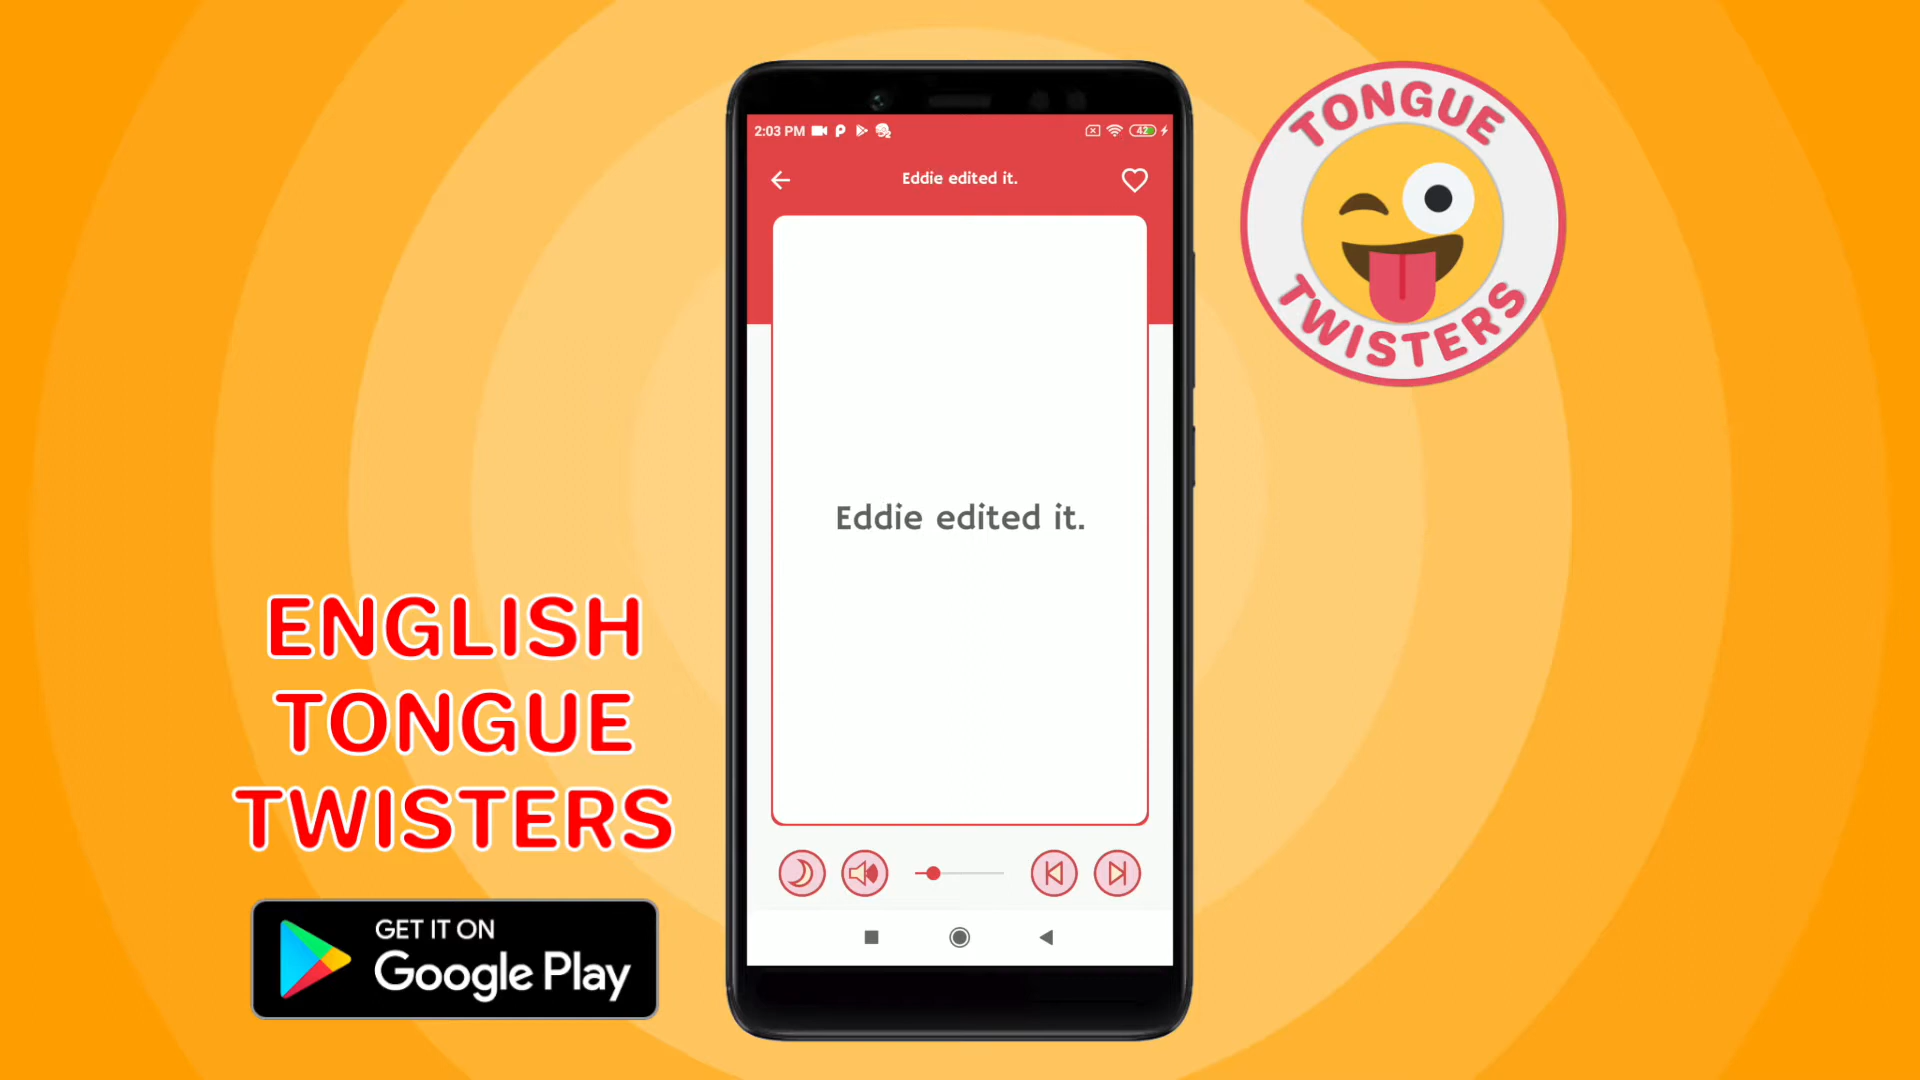 2:03 PM
42
Eddie edited it.
Eddie edited it.
TONGUE
TWISTERS
ENGLISH
TONGUE
TWISTERS
GET IT ON
Google Play